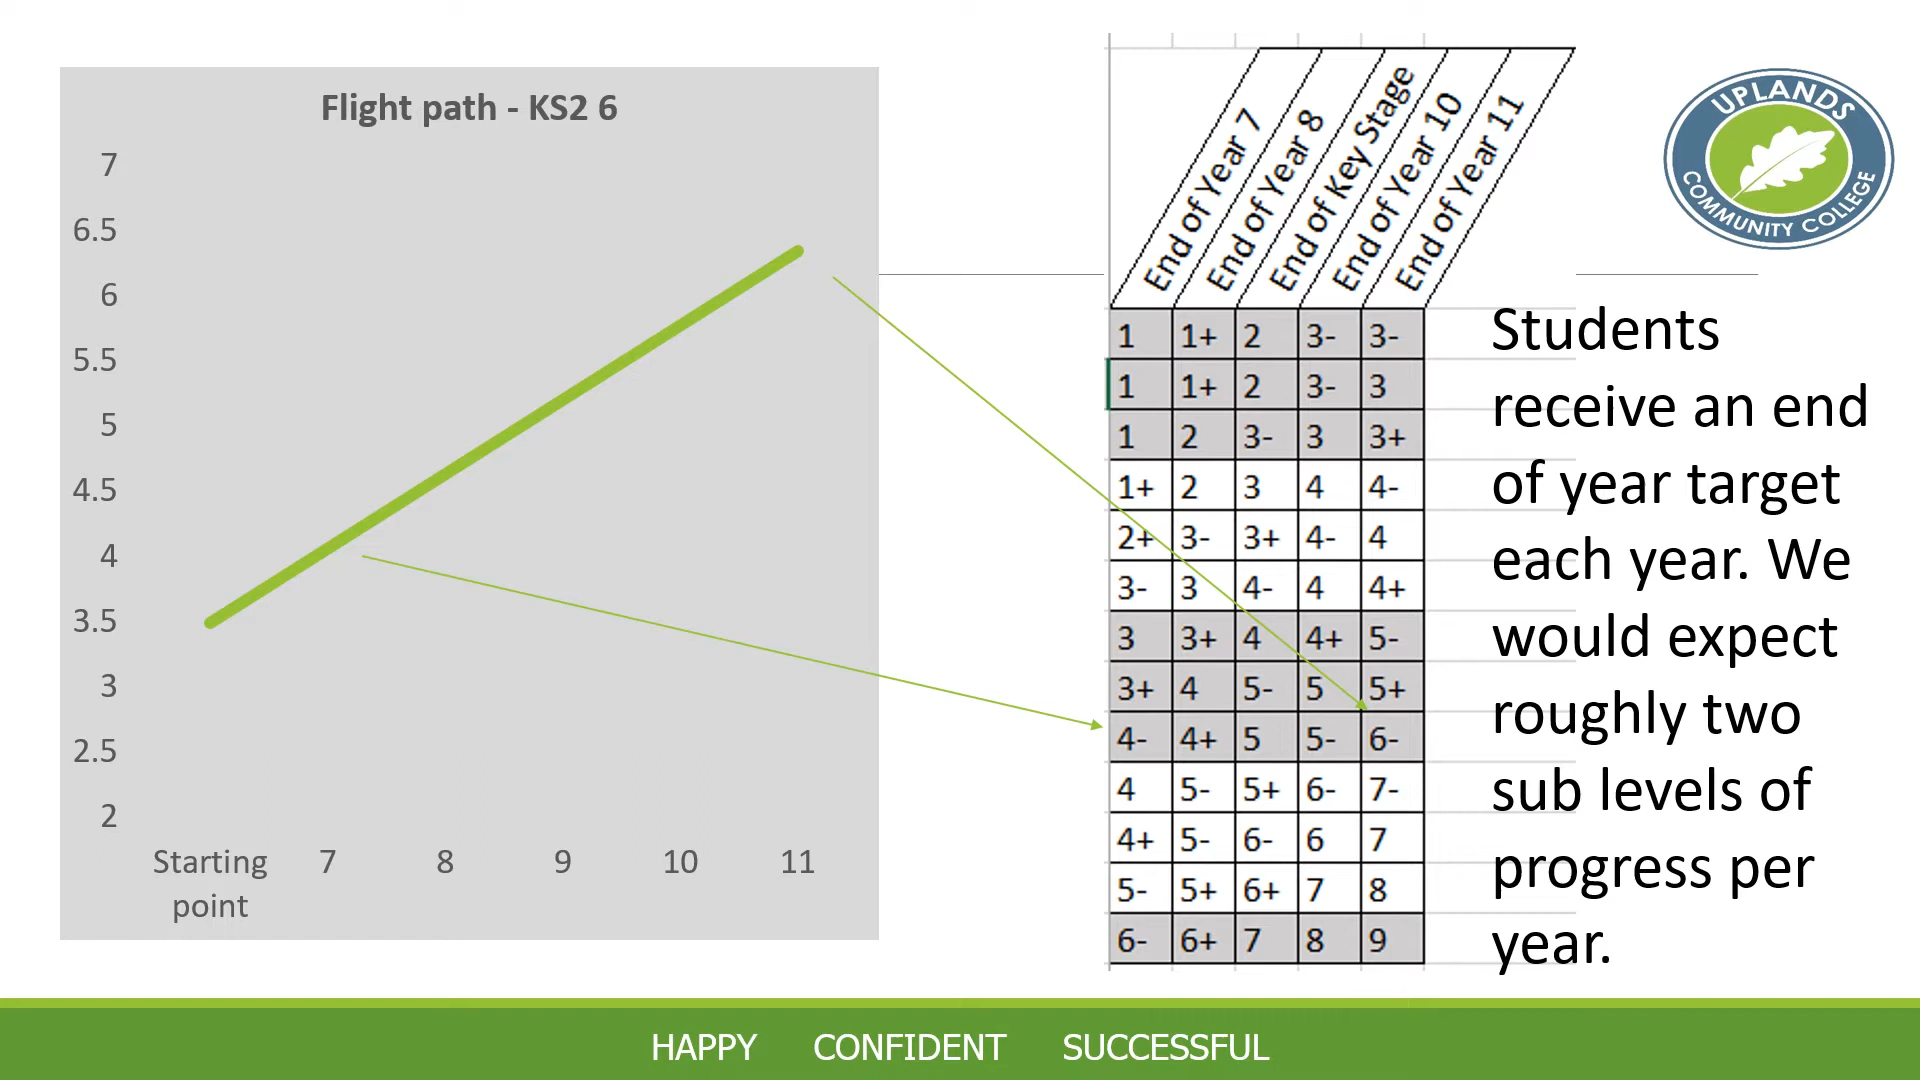 Flight path - KS2 6
7
6.5
6
5.5
5
4.5
4
3.5
3
2.5
2
Starting point
7 8 9 10 11
End of Year 7
End of Year 8
End of Key Stage
End of Year 10
End of Year 11
1 1+ 2 3- 3-
1 1+ 2 3- 3
1 2 3- 3 3+
1+ 2 3 4 4-
2+ 3- 3+ 4- 4
3- 3 4- 4 4+
3 3+ 4 4+ 5-
3+ 4 5- 5 5+
4- 4+ 5 5- 6-
4 5- 5+ 6- 7-
4+ 5- 6- 6 7
5- 5+ 6+ 7 8
6- 6+ 7 8 9
UPLANDS
COMMUNITY COLLEGE
Students
receive an end
of year target
each year. We
would expect
roughly two
sub levels of
progress per
year.
HAPPY CONFIDENT SUCCESSFUL